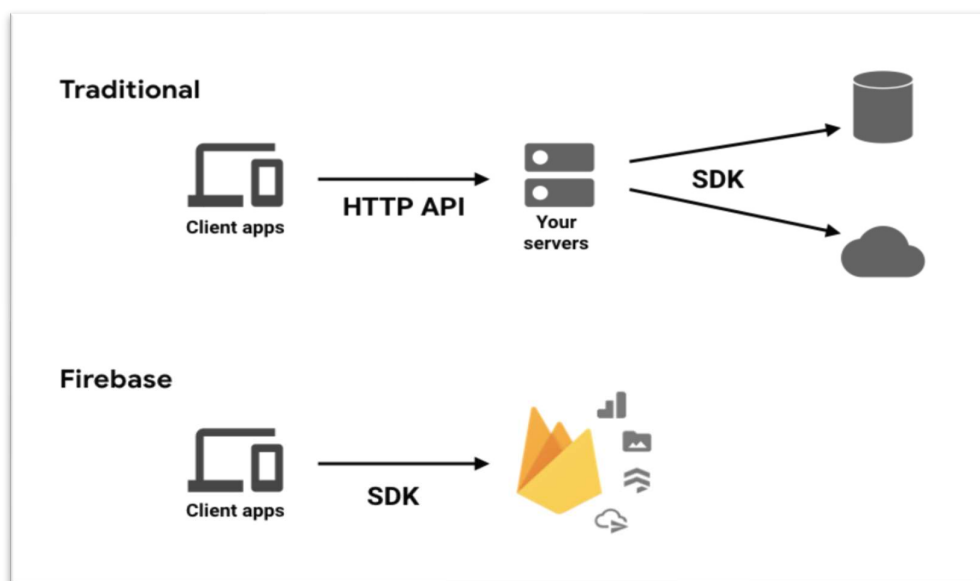 Traditional
Client apps
HTTP API
Your
servers
SDK
Firebase
Client apps
SDK